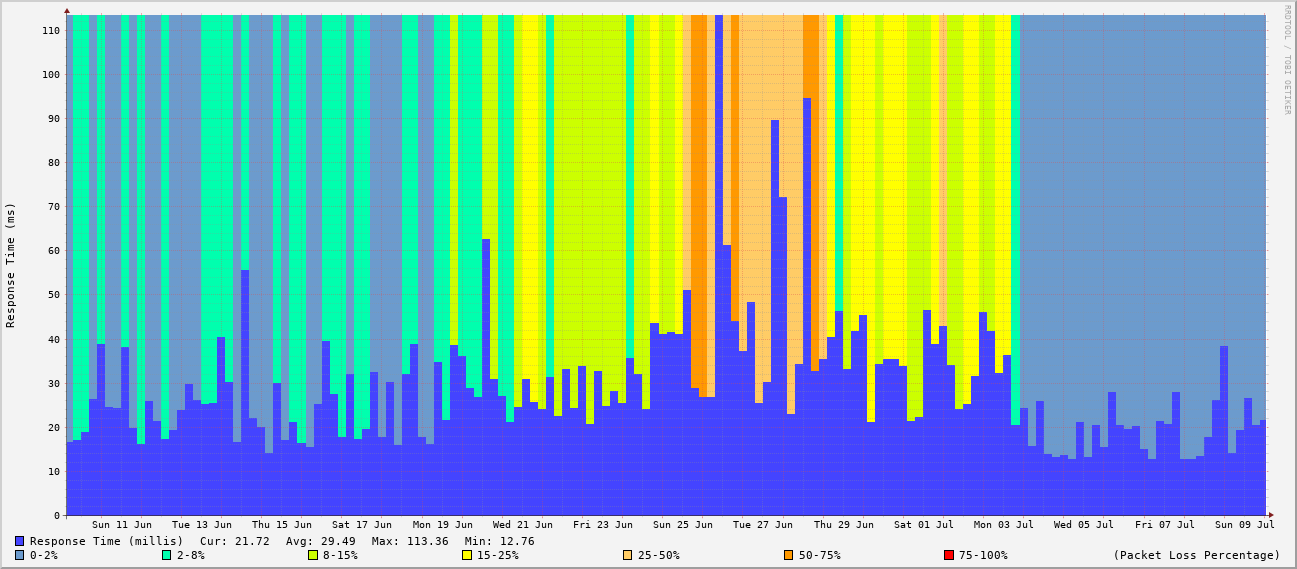 RRDTOOL / TOBI OETIKER
Response Time (ms)
110
100
90
80
70
60
50
40
30
20
10
0
Sun 11 Jun Tue 13 Jun Thu 15 Jun Sat 17 Jun Mon 19 Jun Wed 21 Jun Fri 23 Jun Sun 25 Jun Tue 27 Jun Thu 29 Jun Sat 01 Jul Mon 03 Jul Wed 05 Jul Fri 07 Jul Sun 09 Jul
Response Time (millis) Cur: 21.72 Avg: 29.49 Max: 113.36 Min: 12.76
0-2% 2-8% 8-15% 15-25% 25-50% 50-75% 75-100% (Packet Loss Percentage)